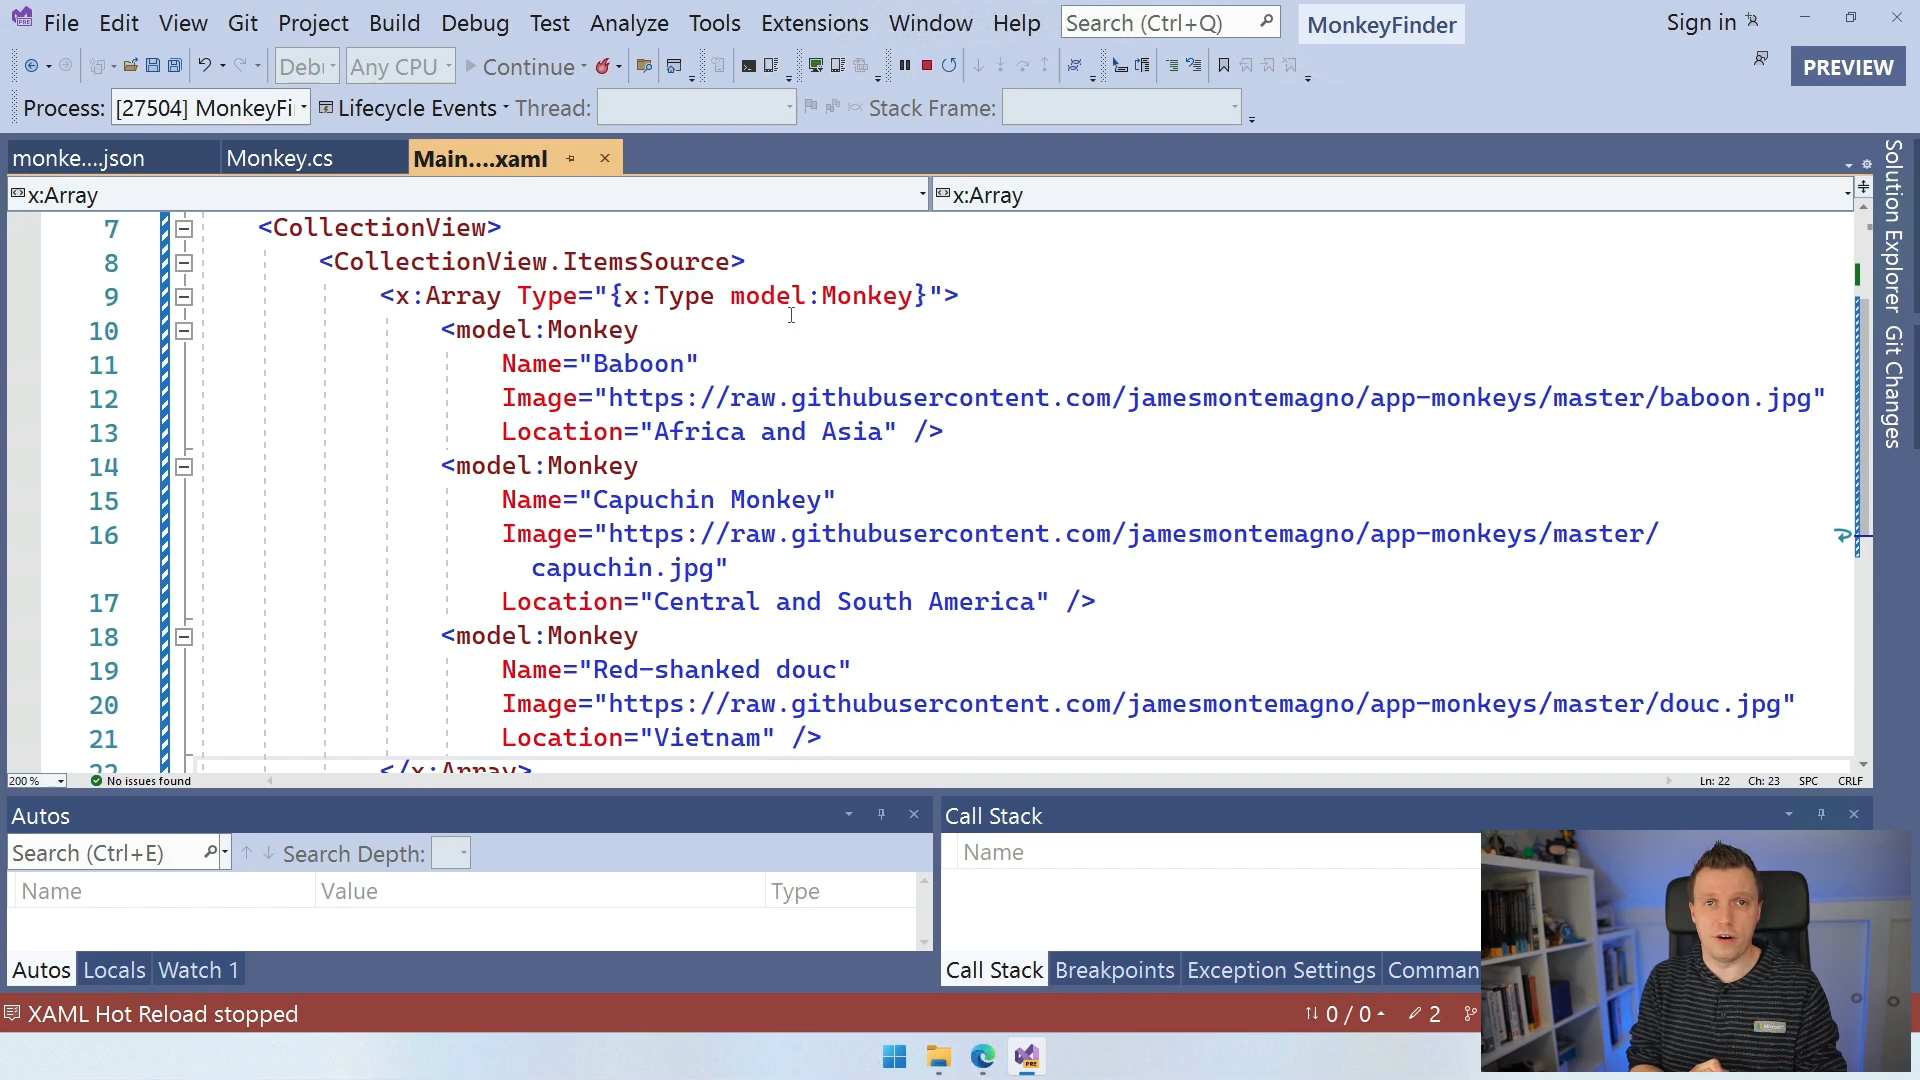 File Edit View Git Project Build Debug Test Analyze Tools Extensions Window Help Search (Ctrl+Q) MonkeyFinder Sign in
Debu Any CPU Continue PREVIEW
Process: [27504] MonkeyFi Lifecycle Events Thread: Stack Frame:
monke....json Monkey.cs Main....xaml
x:Array x:Array
7 <CollectionView>
8 <CollectionView.ItemsSource>
9 <x:Array Type="{x:Type model:Monkey}">
10 <model:Monkey
11 Name="Baboon"
12 Image="https://raw.githubusercontent.com/jamesmontemagno/app-monkeys/master/baboon.jpg"
13 Location="Africa and Asia" />
14 <model:Monkey
15 Name="Capuchin Monkey"
16 Image="https://raw.githubusercontent.com/jamesmontemagno/app-monkeys/master/
capuchin.jpg"
17 Location="Central and South America" />
18 <model:Monkey
19 Name="Red-shanked douc"
20 Image="https://raw.githubusercontent.com/jamesmontemagno/app-monkeys/master/douc.jpg"
21 Location="Vietnam" />
22 </x:Array>
Solution Explorer
Git Changes
200 % No issues found Ln: 22 Ch: 23 SPC CRLF
Autos
Search (Ctrl+E) Search Depth:
Name Value Type
Autos Locals Watch 1
Call Stack
Name
Call Stack Breakpoints Exception Settings Comman
XAML Hot Reload stopped 0 / 0 2